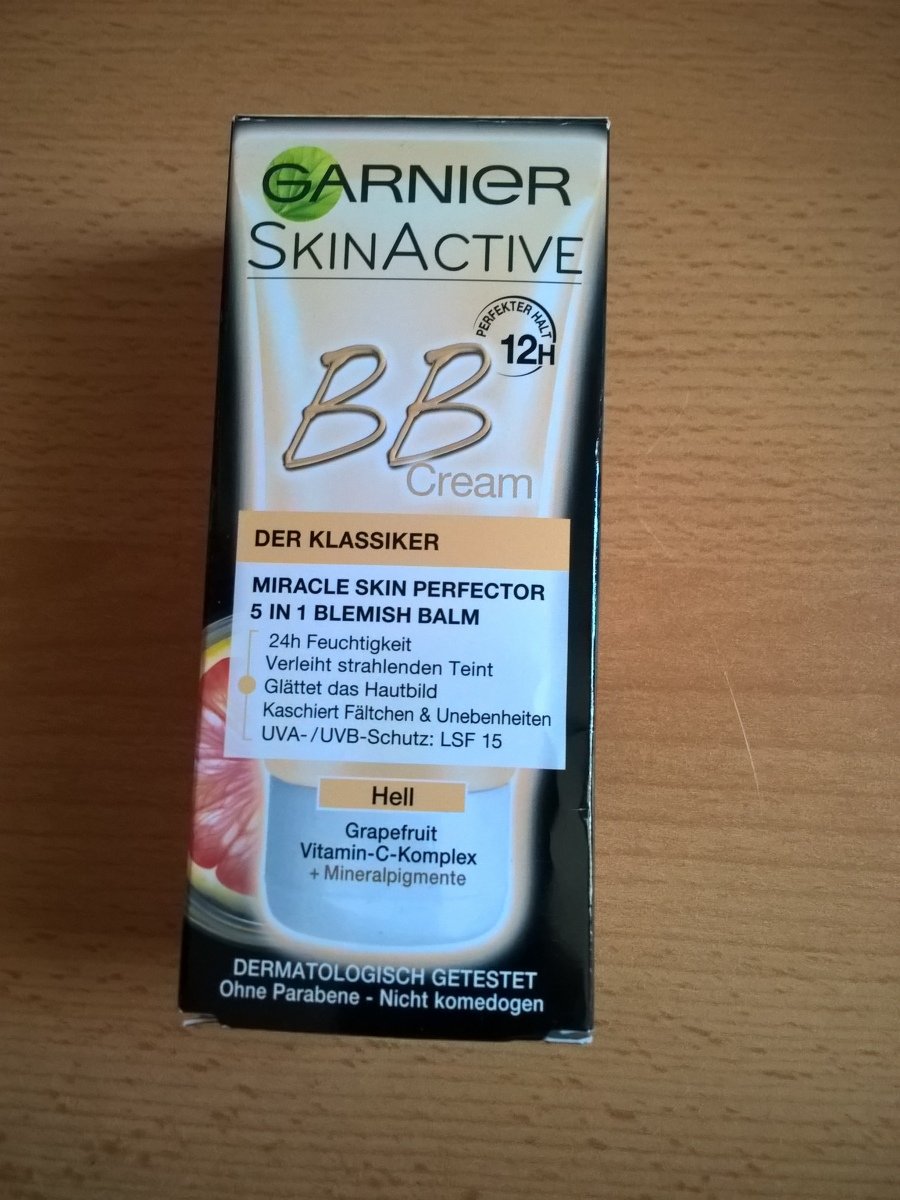 GARNIER
SKINACTIVE
PERFEKTER HALT
12H
BB
Cream
DER KLASSIKER
MIRACLE SKIN PERFECTOR
5 IN 1 BLEMISH BALM
24h Feuchtigkeit
Verleiht strahlenden Teint
Glättet das Hautbild
Kaschiert Fältchen & Unebenheiten
UVA-/UVB-Schutz: LSF 15
Hell
Grapefruit
Vitamin-C-Komplex
+ Mineralpigmente
DERMATOLOGISCH GETESTET
Ohne Parabene - Nicht komedogen